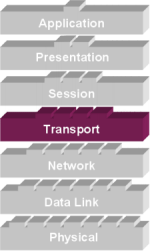 Application
Presentation
Session
Transport
Network
Data Link
Physical